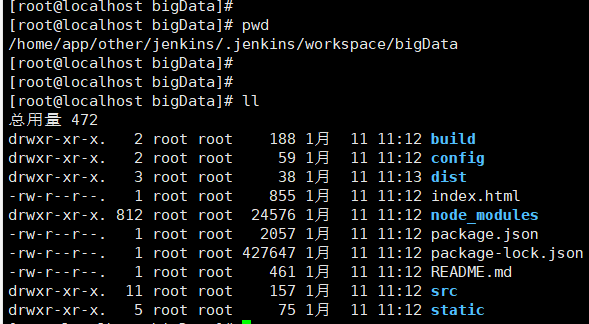 [root@localhost bigData]#
[root@localhost bigData]# pwd
/home/app/other/jenkins/.jenkins/workspace/bigData
[root@localhost bigData]#
[root@localhost bigData]#
[root@localhost bigData]# ll
总用量 472
drwxr-xr-x. 2 root root 188 1月 11 11:12 build
drwxr-xr-x. 2 root root 59 1月 11 11:12 config
drwxr-xr-x. 3 root root 38 1月 11 11:13 dist
-rw-r--r--. 1 root root 855 1月 11 11:12 index.html
drwxr-xr-x. 812 root root 24576 1月 11 11:12 node_modules
-rw-r--r--. 1 root root 2057 1月 11 11:12 package.json
-rw-r--r--. 1 root root 427647 1月 11 11:12 package-lock.json
-rw-r--r--. 1 root root 461 1月 11 11:12 README.md
drwxr-xr-x. 11 root root 157 1月 11 11:12 src
drwxr-xr-x. 5 root root 75 1月 11 11:12 static
[root@localhost bigData]#